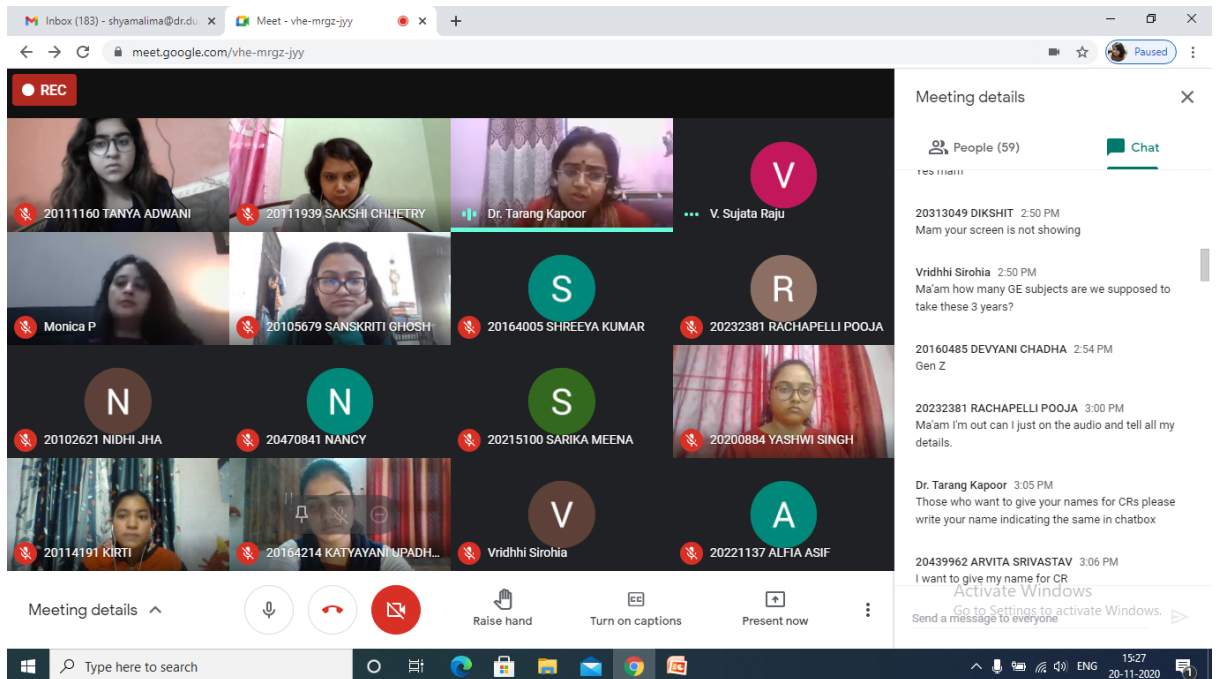 Inbox (183) - shyamalima@dr.du.
Meet - vhe-mrgz-jyy
meet.google.com/vhe-mrgz-jyy
Paused
REC
20111160 TANYA ADWANI
20111939 SAKSHI CHHETRY
Dr. Tarang Kapoor
V
V. Sujata Raju
Monica P
20105679 SANSKRITI GHOSH
S
20164005 SHREEYA KUMAR
R
20232381 RACHAPELLI POOJA
N
20102621 NIDHI JHA
N
20470841 NANCY
S
20215100 SARIKA MEENA
20200884 YASHWI SINGH
20114191 KIRTI
20164214 KATYAYANI UPADH...
V
Vridhhi Sirohia
A
20221137 ALFIA ASIF
Meeting details
People (59)
Chat
Yes mam
20313049 DIKSHIT 2:50 PM
Mam your screen is not showing
Vridhhi Sirohia 2:50 PM
Ma'am how many GE subjects are we supposed to
take these 3 years?
20160485 DEVYANI CHADHA 2:54 PM
Gen Z
20232381 RACHAPELLI POOJA 3:00 PM
Ma'am I'm out can I just on the audio and tell all my
details.
Dr. Tarang Kapoor 3:05 PM
Those who want to give your names for CRs please
write your name indicating the same in chatbox
20439962 ARVITA SRIVASTAV 3:06 PM
I want to give my name for CR
Activate Windows
Go to Settings to activate Windows.
Send a message to everyone
Meeting details
Raise hand
CC
Turn on captions
Present now
Type here to search
ENG
15:27
20-11-2020
1